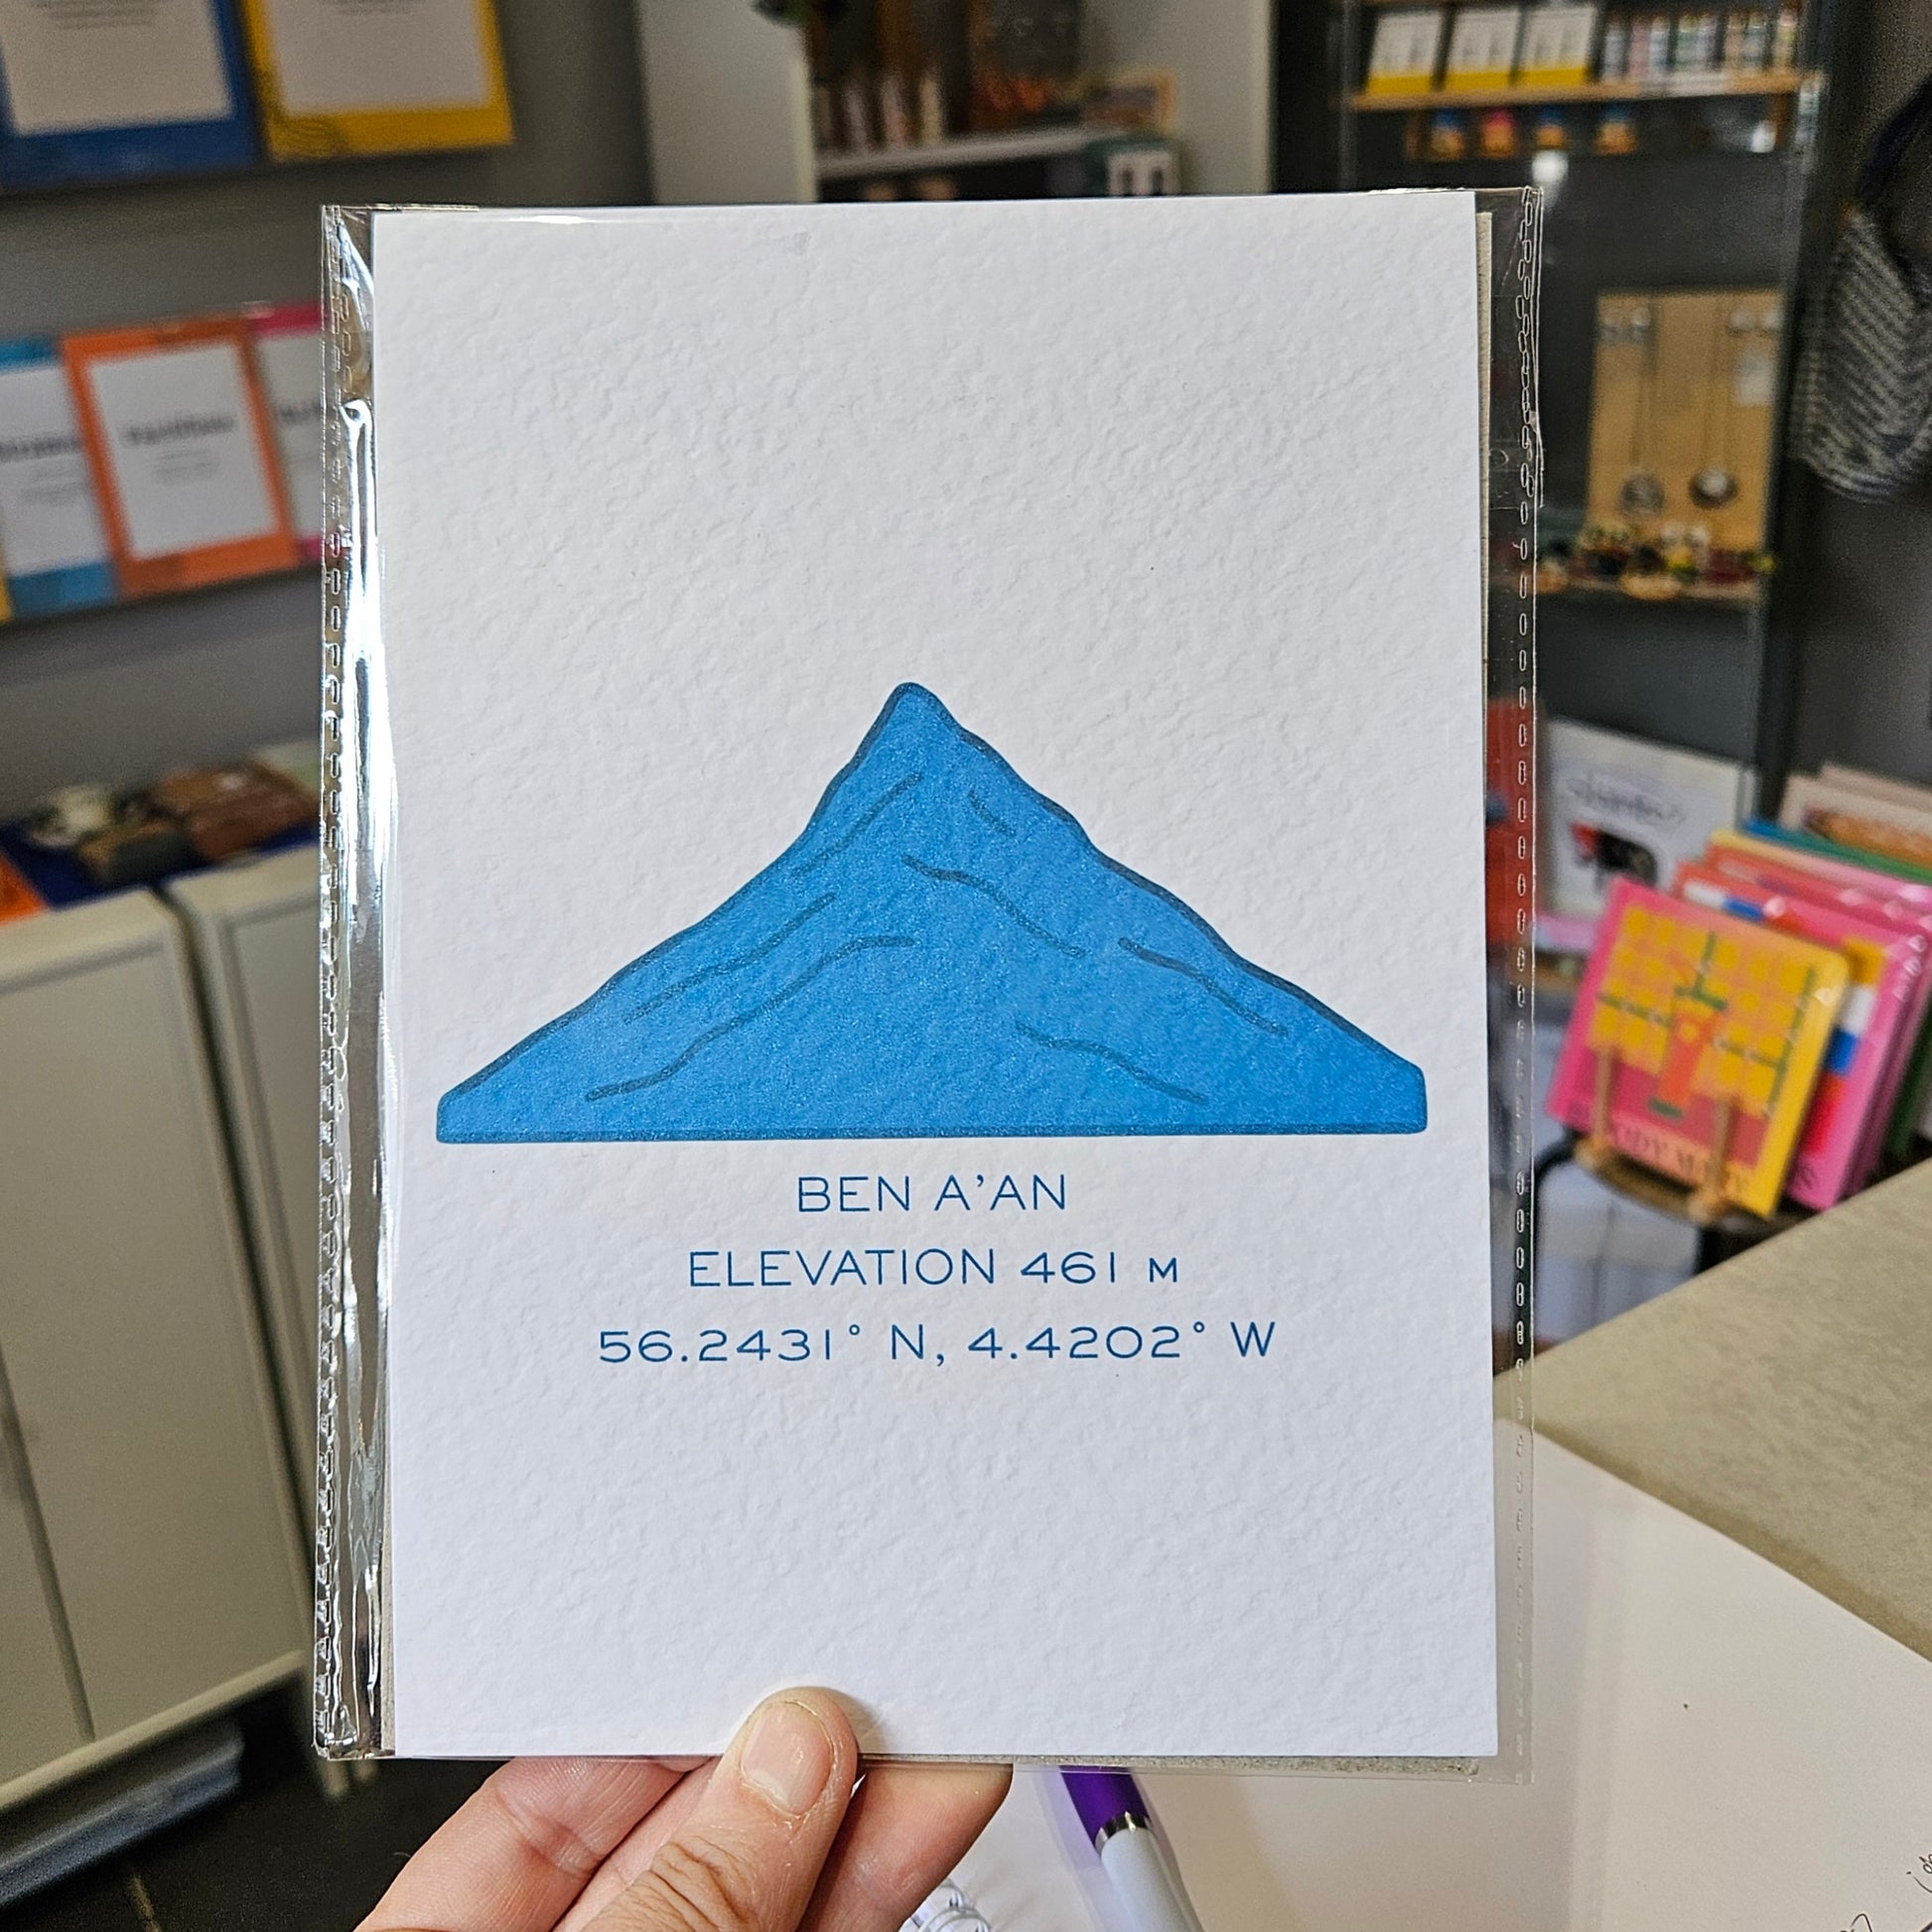 BEN A'AN
ELEVATION 461 M
56.2431° N, 4.4202° W